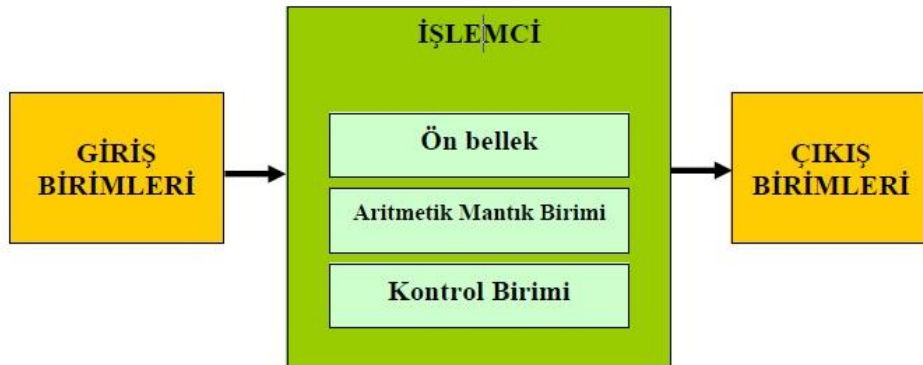 İŞLEMCİ
GİRİŞ
BİRİMLERİ
Ön bellek
Aritmetik Mantık Birimi
Kontrol Birimi
ÇIKIŞ
BİRİMLERİ